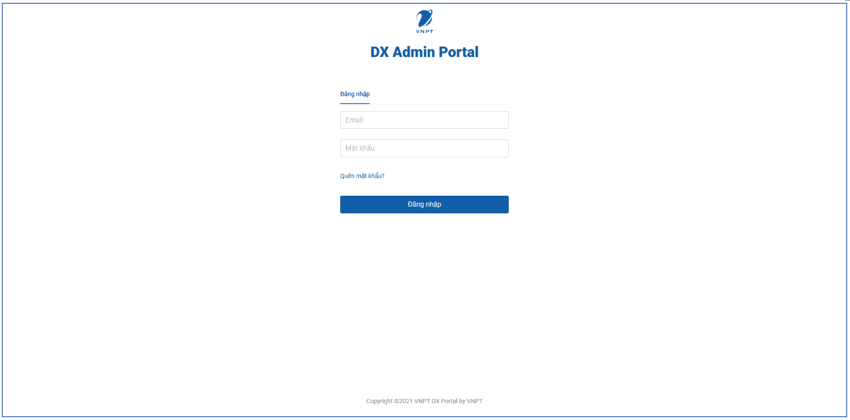 VNPT
DX Admin Portal
Đăng nhập
Email
Mật khẩu
Quên mật khẩu?
Đăng nhập
Copyright ©2021 VNPT DX Portal by VNPT